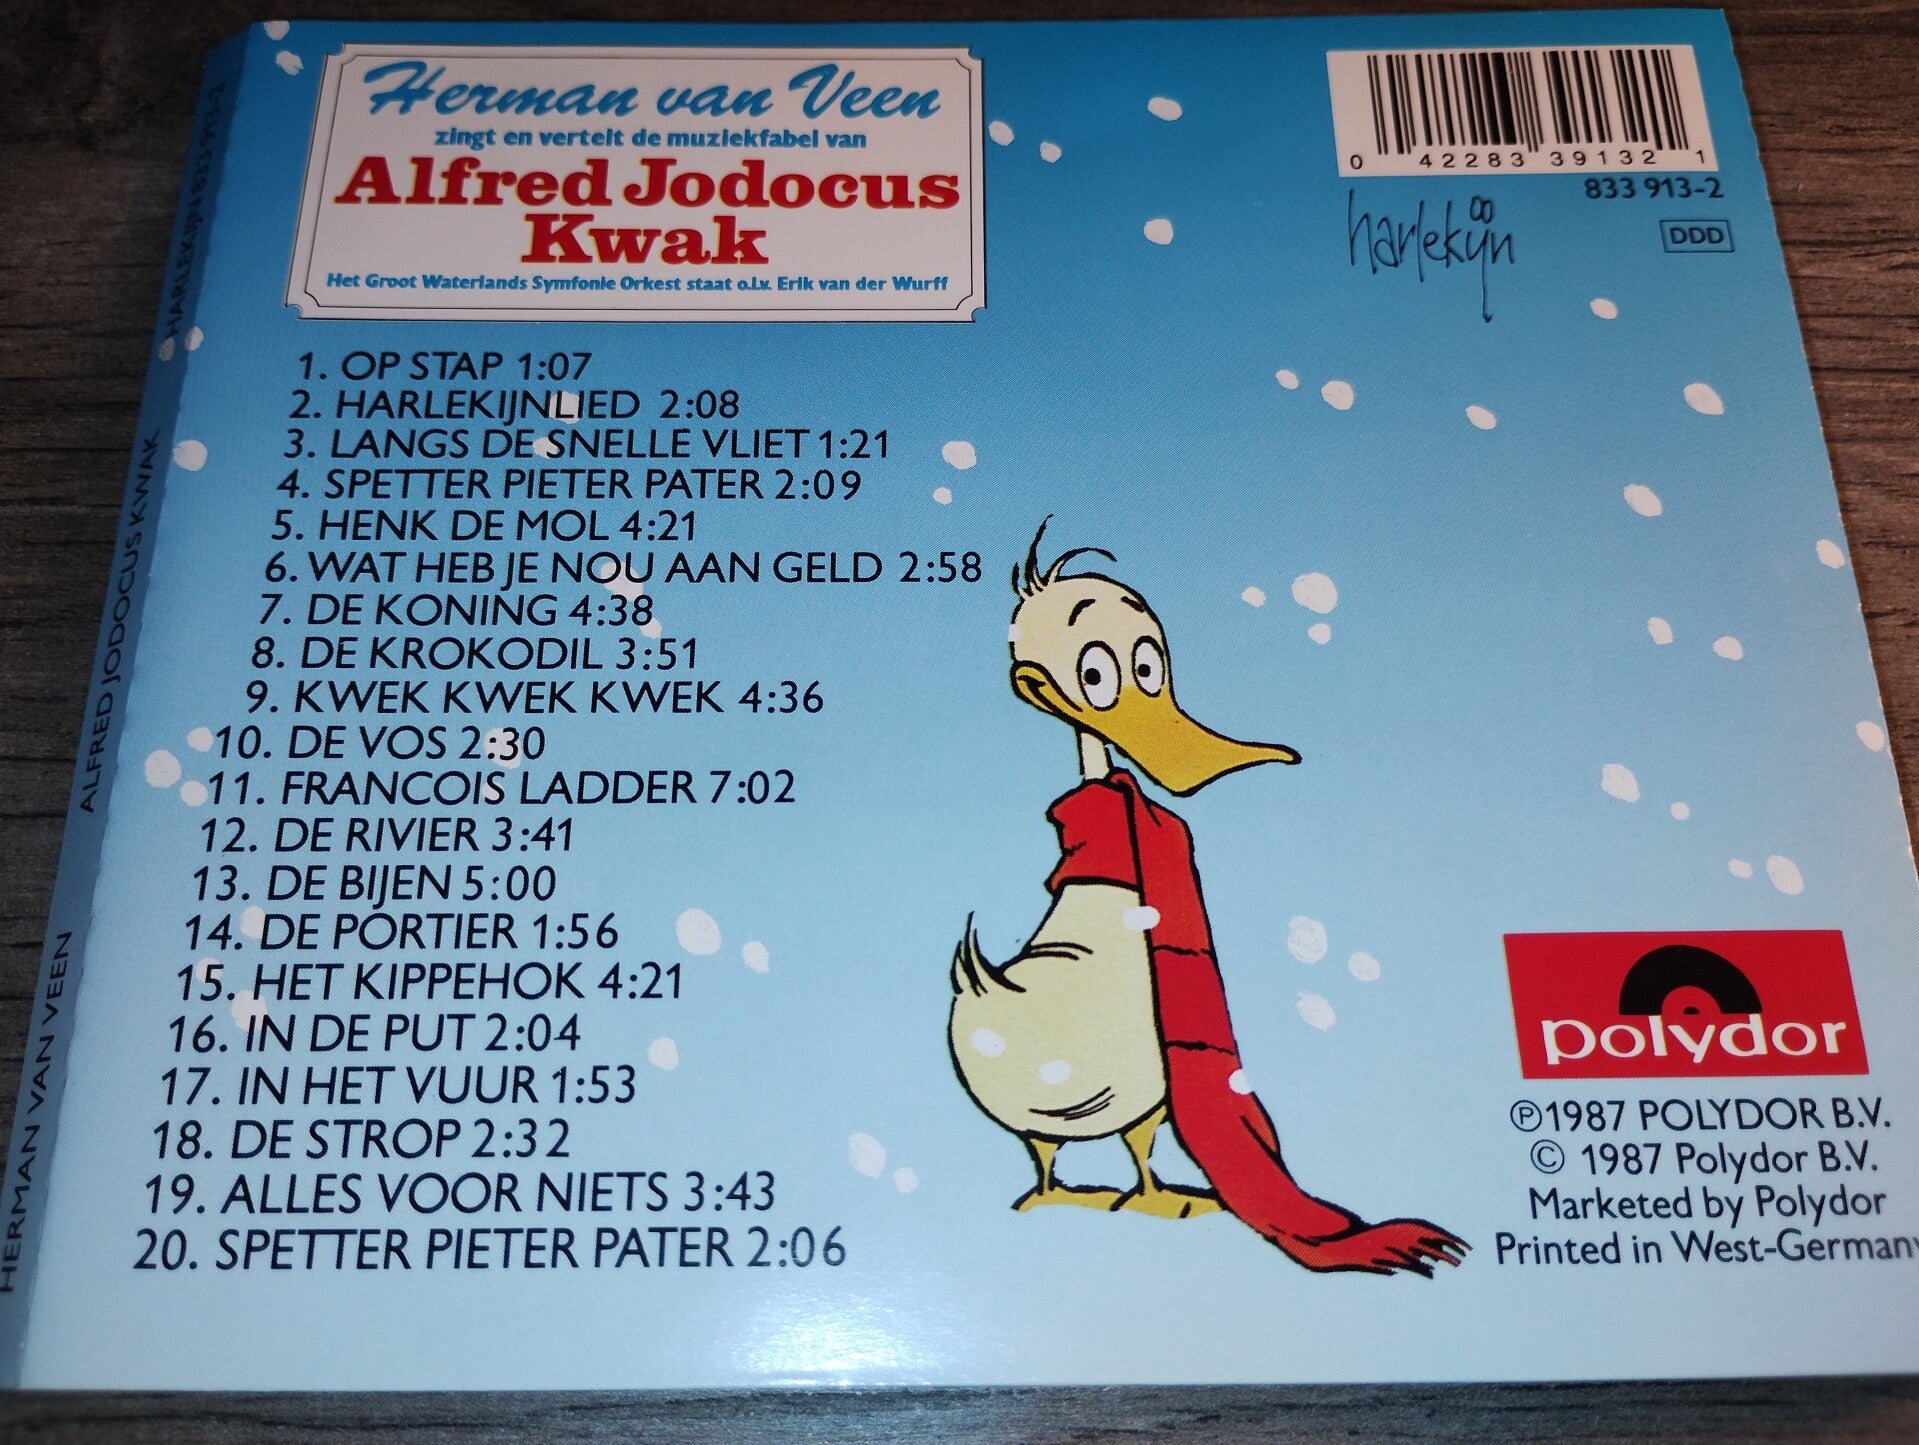 Herman van Veen
zingt en vertelt de muziekfabel van
Alfred Jodocus
Kwak
Het Groot Waterlands Symfonie Orkest staat o.l.v. Erik van der Wurff
1. OP STAP 1:07
2. HARLEKIJNLIED 2:08
3. LANGS DE SNELLE VLIET 1:21
4. SPETTER PIETER PATER 2:09
5. HENK DE MOL 4:21
6. WAT HEB JE NOU AAN GELD 2:58
7. DE KONING 4:38
8. DE KROKODIL 3:51
9. KWEK KWEK KWEK 4:36
10. DE VOS 2:30
11. FRANCOIS LADDER 7:02
12. DE RIVIER 3:41
13. DE BIJEN 5:00
14. DE PORTIER 1:56
15. HET KIPPEHOK 4:21
16. IN DE PUT 2:04
17. IN HET VUUR 1:53
18. DE STROP 2:32
19. ALLES VOOR NIETS 3:43
20. SPETTER PIETER PATER 2:06
0 42283 39132 1
833 913-2
harlekijn
DDD
polydor
℗1987 POLYDOR B.V.
© 1987 Polydor B.V.
Marketed by Polydor
Printed in West-Germany
HERMAN VAN VEEN ALFRED JODOCUS KWAK HARLEKIJN 833 913-2